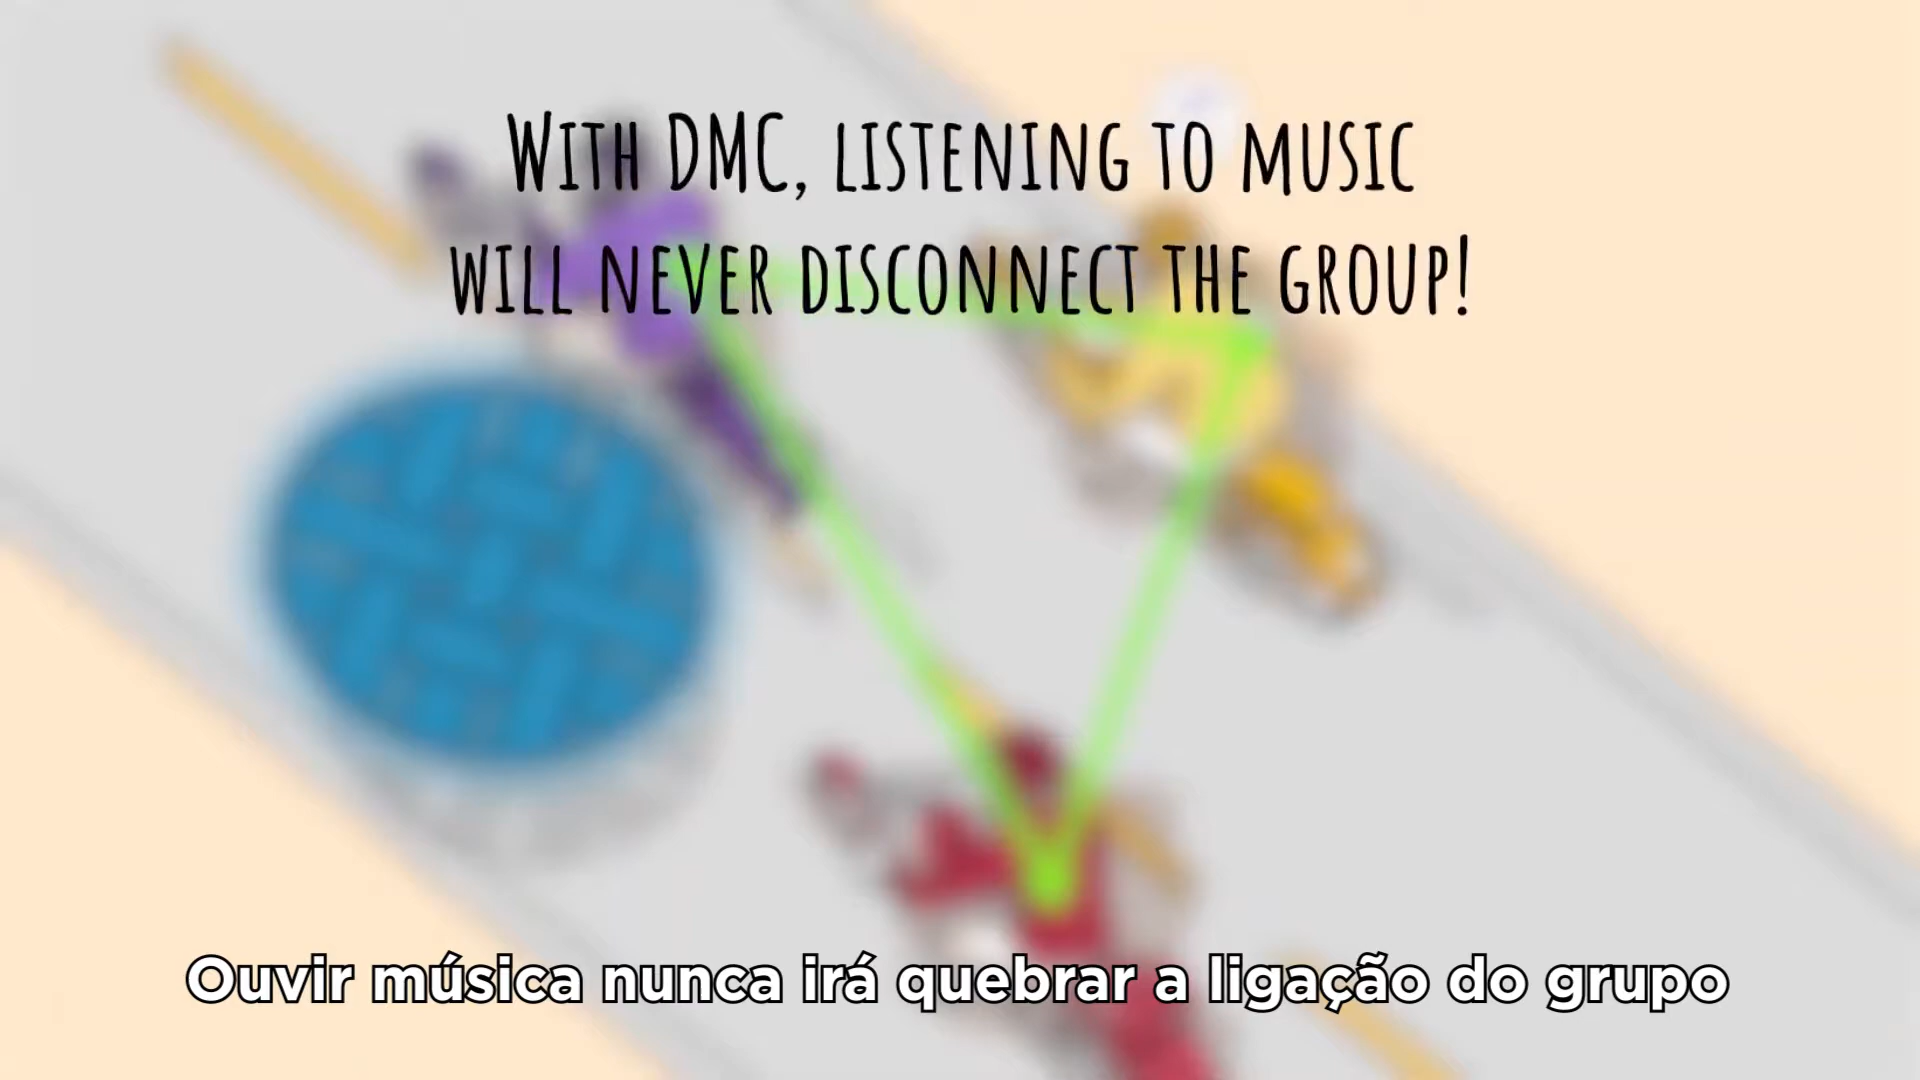 With DMC, listening to music
will never disconnect the group!
Ouvir música nunca irá quebrar a ligação do grupo